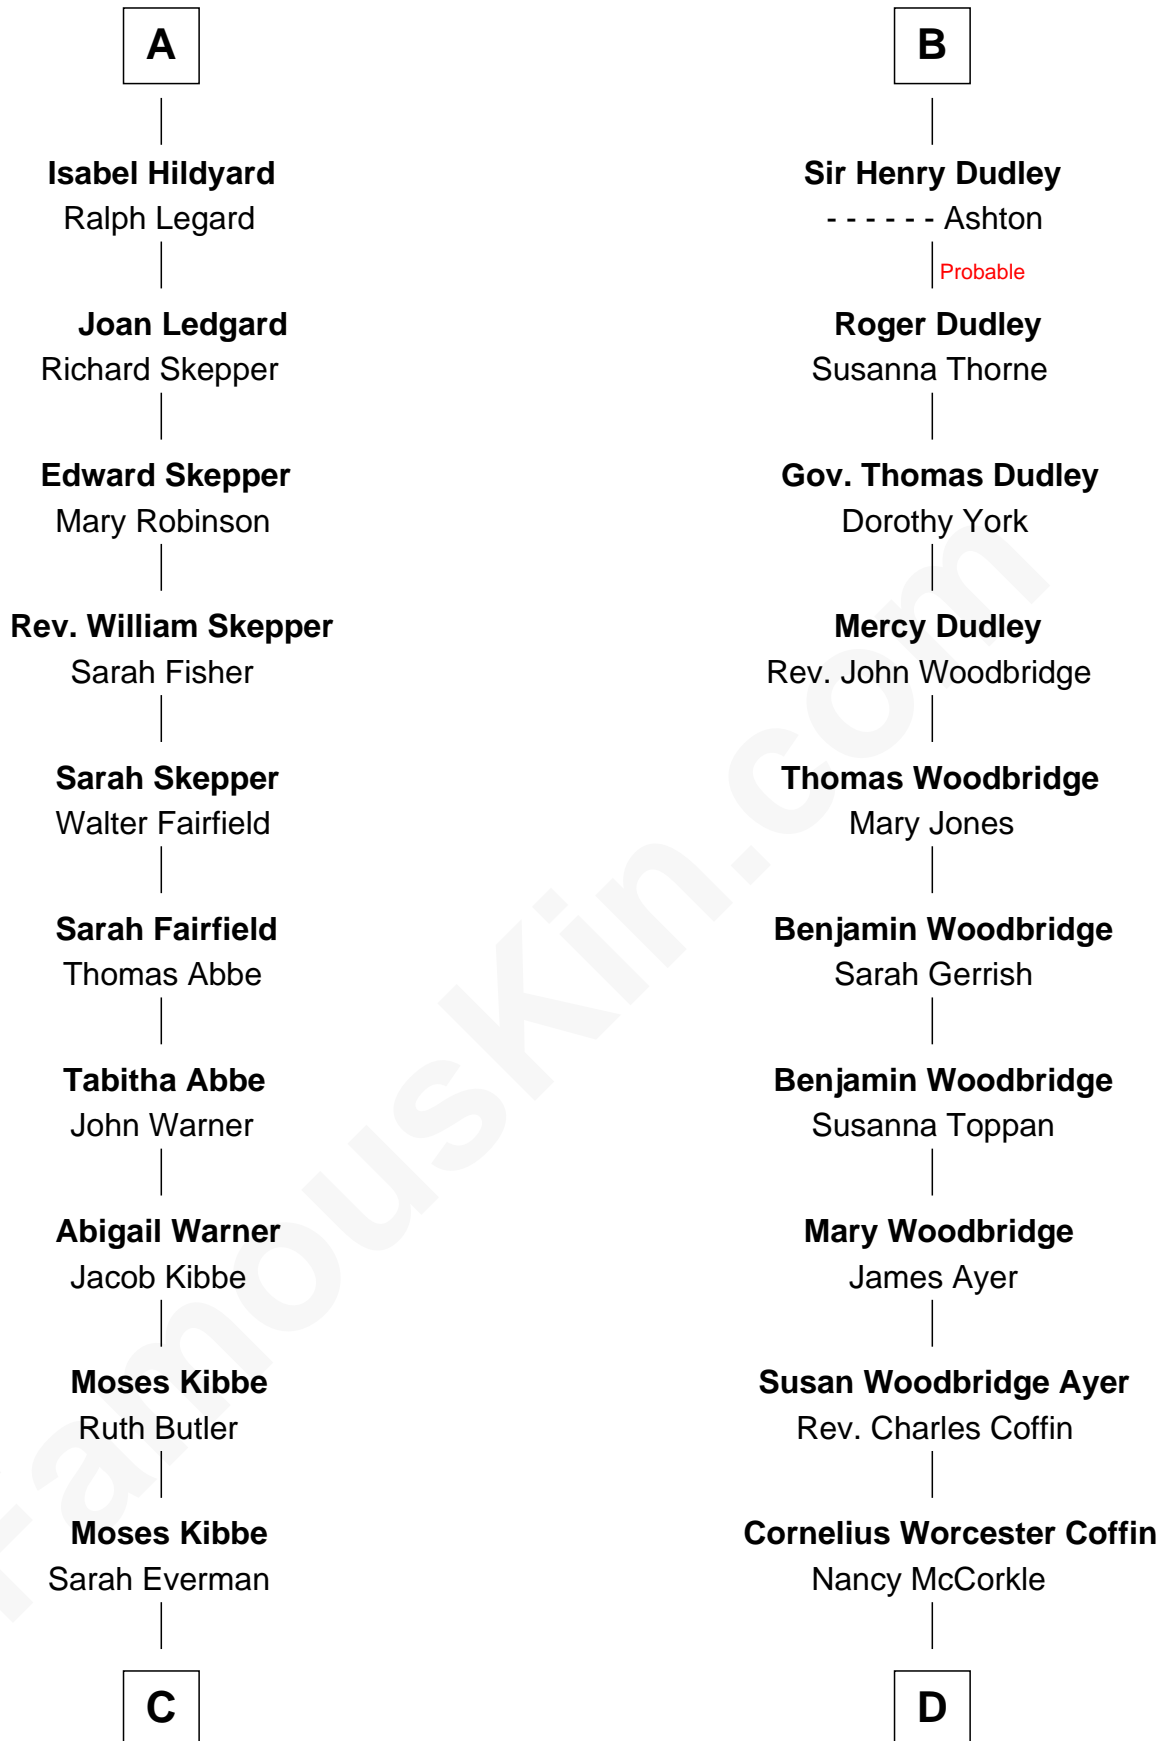 A
Isabel Hildyard
Ralph Legard
Joan Ledgard
Richard Skepper
Edward Skepper
Mary Robinson
Rev. William Skepper
Sarah Fisher
Sarah Skepper
Walter Fairfield
Sarah Fairfield
Thomas Abbe
Tabitha Abbe
John Warner
Abigail Warner
Jacob Kibbe
Moses Kibbe
Ruth Butler
Moses Kibbe
Sarah Everman
C
B
Sir Henry Dudley
- - - - - - Ashton
Probable
Roger Dudley
Susanna Thorne
Gov. Thomas Dudley
Dorothy York
Mercy Dudley
Rev. John Woodbridge
Thomas Woodbridge
Mary Jones
Benjamin Woodbridge
Sarah Gerrish
Benjamin Woodbridge
Susanna Toppan
Mary Woodbridge
James Ayer
Susan Woodbridge Ayer
Rev. Charles Coffin
Cornelius Worcester Coffin
Nancy McCorkle
D
FamousKin.com